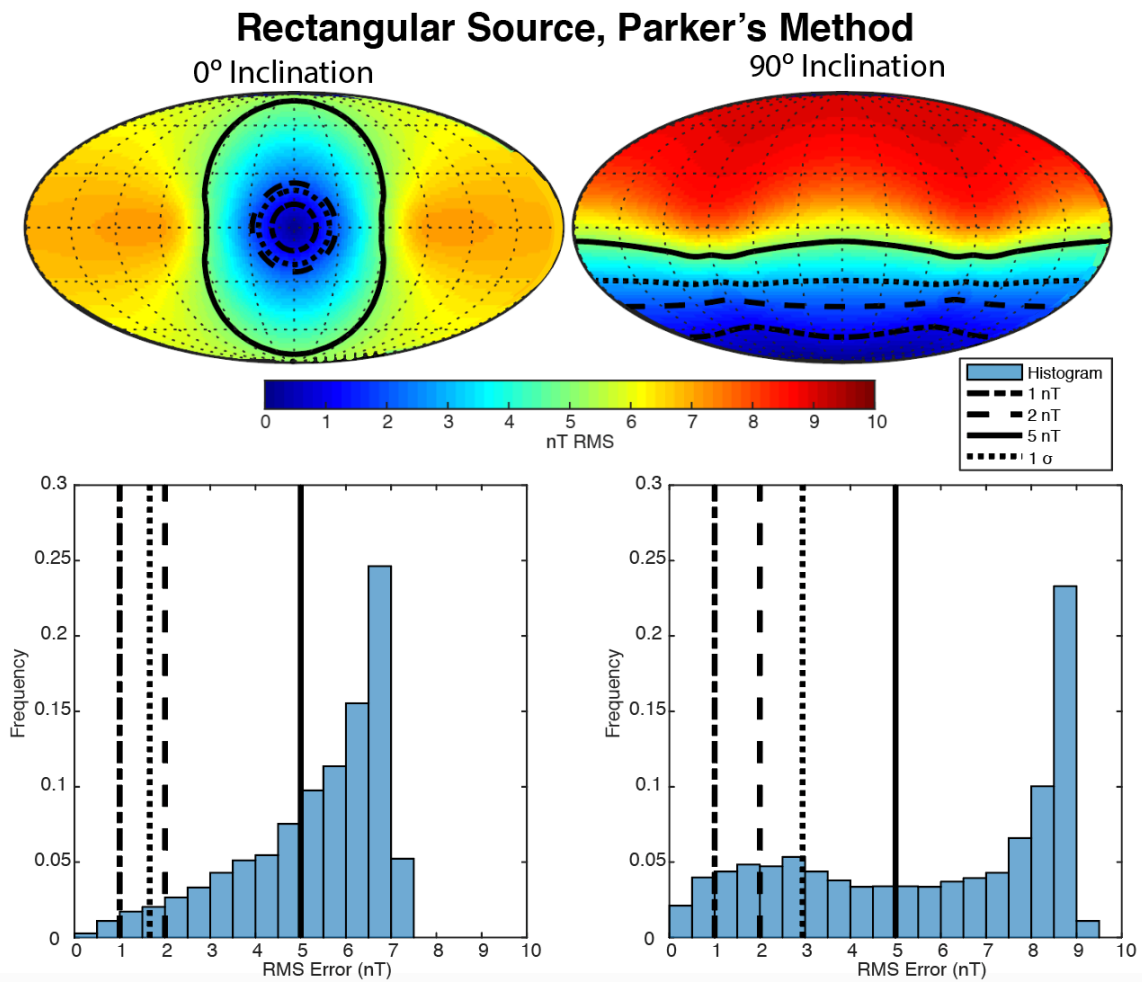 Rectangular Source, Parker's Method
0º Inclination
90º Inclination
0 1 2 3 4 5 6 7 8 9 10
nT RMS
Histogram
1 nT
2 nT
5 nT
1 σ
0.3
0.25
0.2
0.15
0.1
0.05
0
Frequency
0 1 2 3 4 5 6 7 8 9 10
RMS Error (nT)
0.3
0.25
0.2
0.15
0.1
0.05
0
Frequency
0 1 2 3 4 5 6 7 8 9 10
RMS Error (nT)